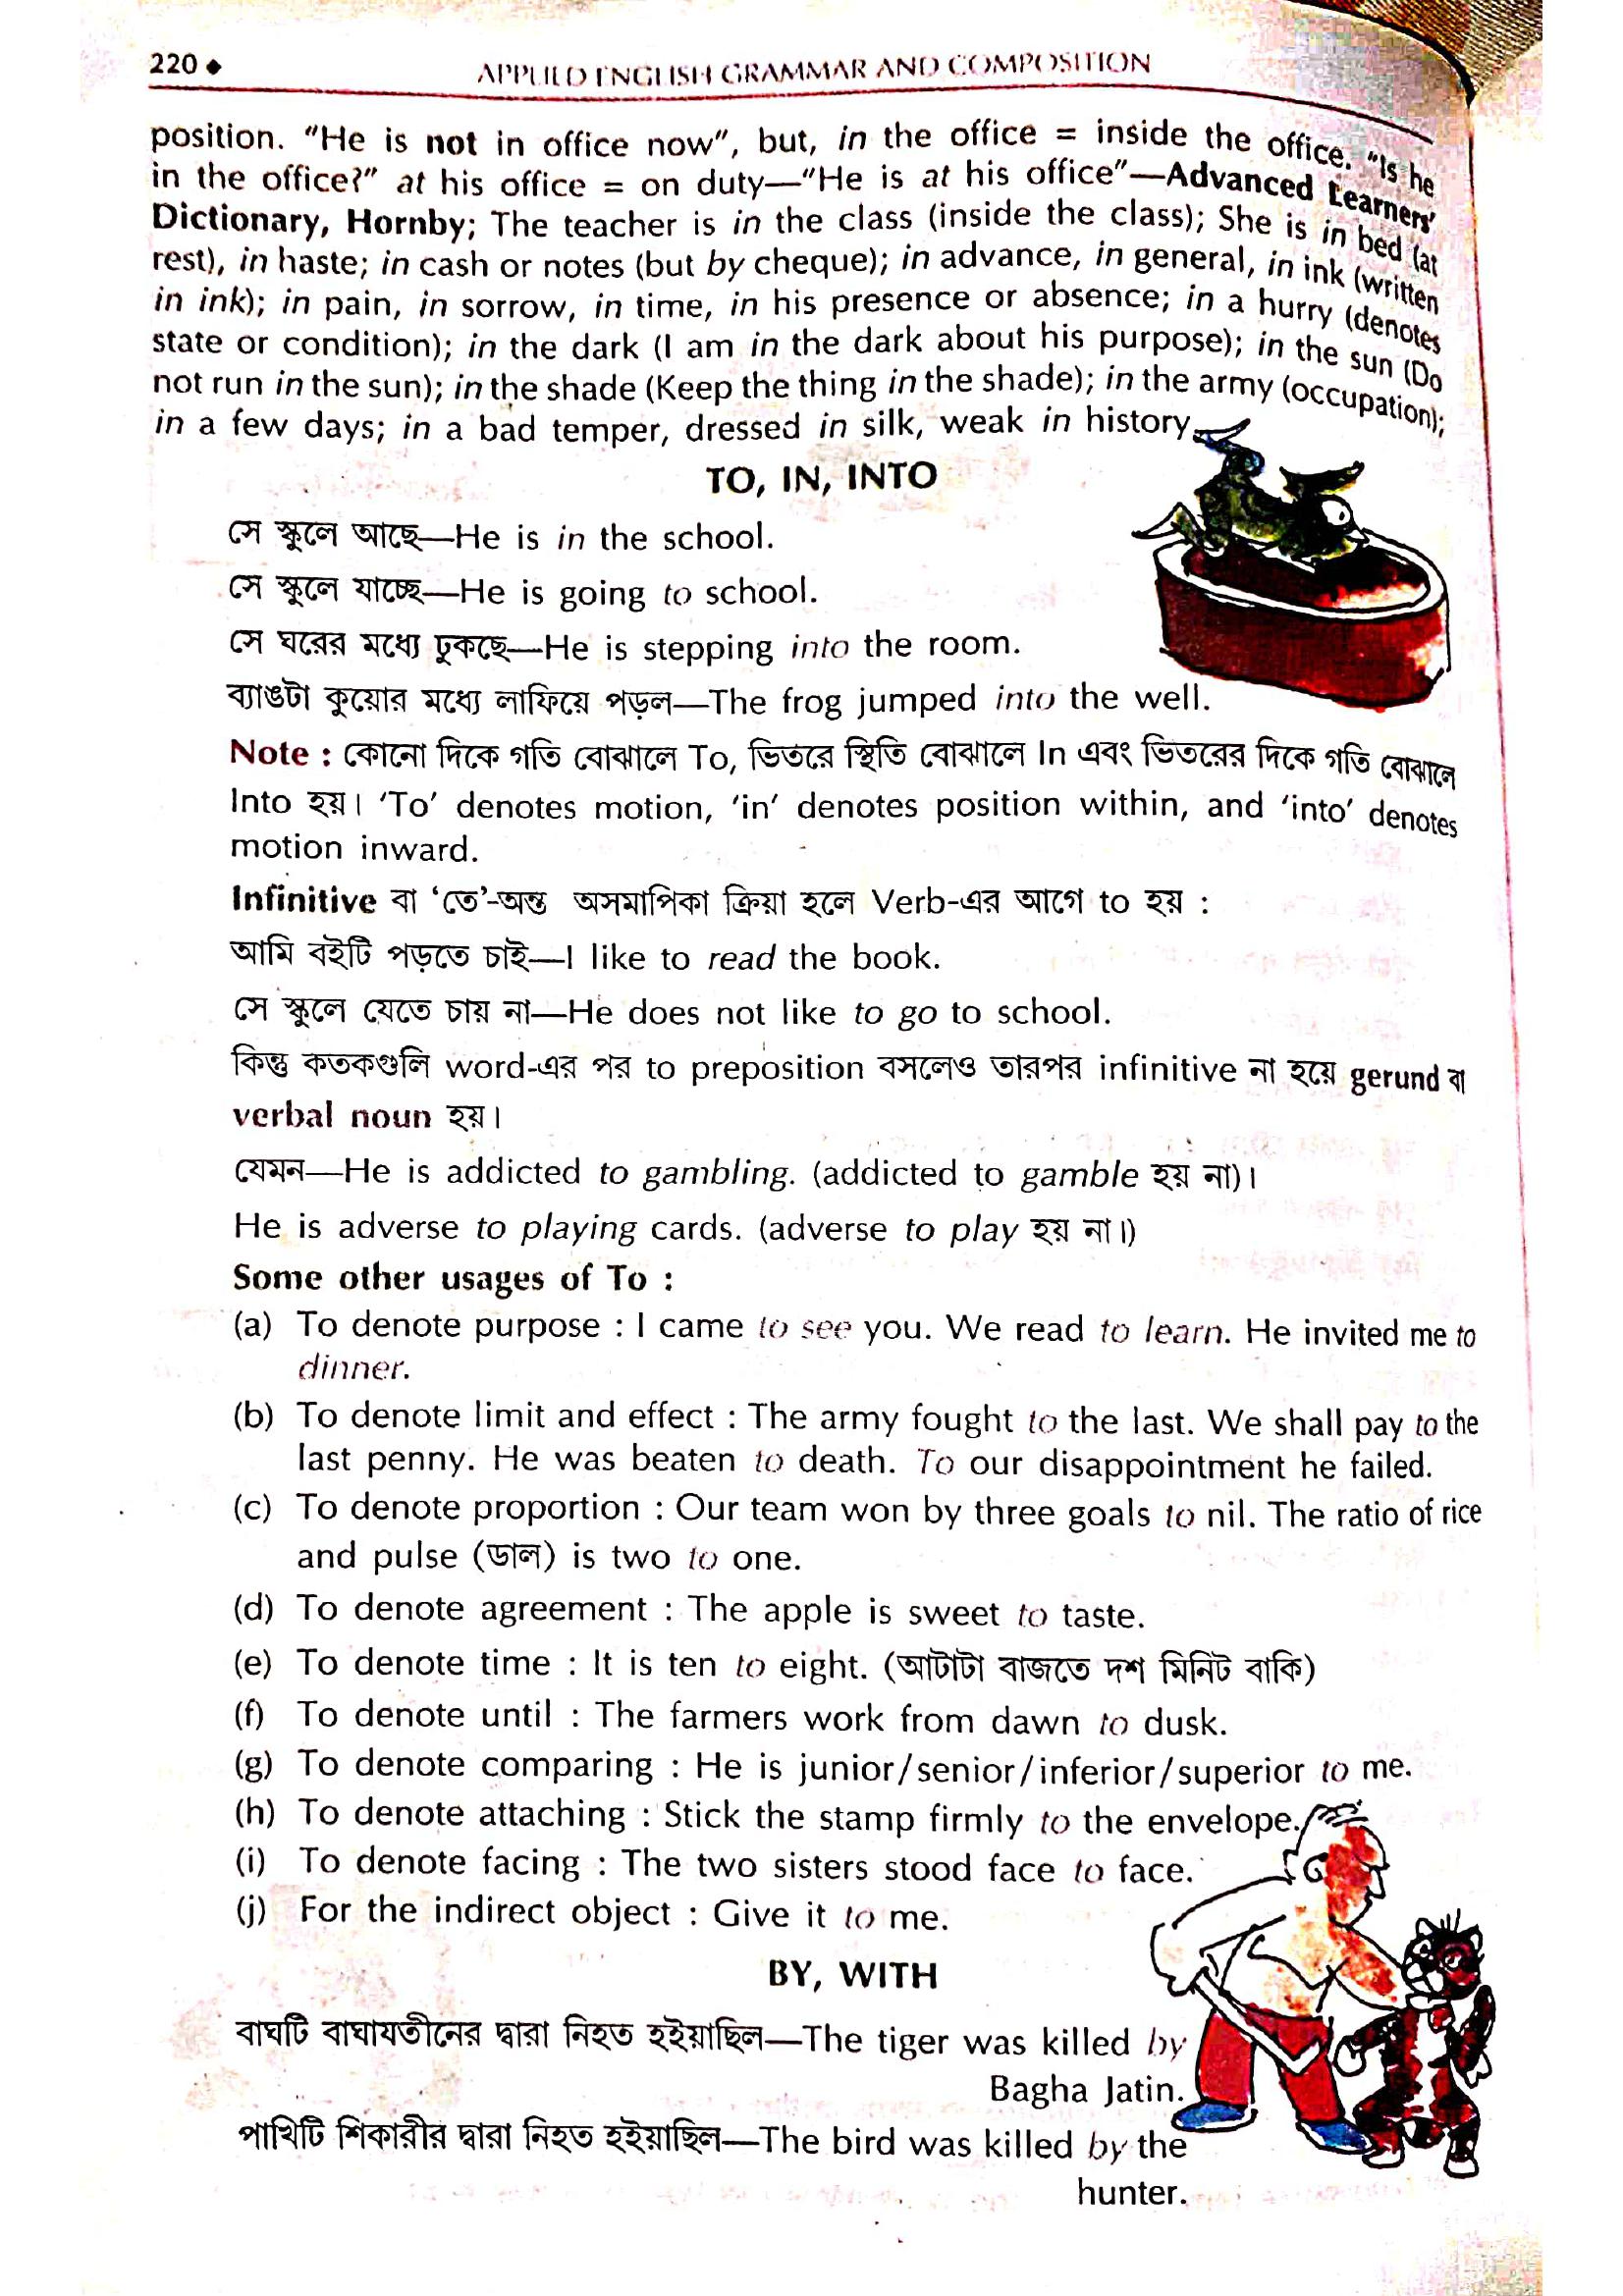 220 ◆ APPLIED ENGLISH GRAMMAR AND COMPOSITION
position. “He is not in office now”, but, in the office = inside the office. “Is he
in the office?” at his office = on duty—“He is at his office”—Advanced Learners’
Dictionary, Hornby; The teacher is in the class (inside the class); She is in bed (at
rest), in haste; in cash or notes (but by cheque); in advance, in general, in ink (written
in ink); in pain, in sorrow, in time, in his presence or absence; in a hurry (denotes
state or condition); in the dark (I am in the dark about his purpose); in the sun (Do
not run in the sun); in the shade (Keep the thing in the shade); in the army (occupation);
in a few days; in a bad temper, dressed in silk, weak in history.
TO, IN, INTO
সে স্কুলে আছে—He is in the school.
সে স্কুলে যাচ্ছে—He is going to school.
সে ঘরের মধ্যে ঢুকছে—He is stepping into the room.
ব্যাঙটা কুয়োর মধ্যে লাফিয়ে পড়ল—The frog jumped into the well.
Note : কোনো দিকে গতি বোঝালে To, ভিতরে স্থিতি বোঝালে In এবং ভিতরের দিকে গতি বোঝালে
Into হয়। ‘To’ denotes motion, ‘in’ denotes position within, and ‘into’ denotes
motion inward.
Infinitive বা ‘তে’-অন্ত অসমাপিকা ক্রিয়া হলে Verb-এর আগে to হয় :
আমি বইটি পড়তে চাই—I like to read the book.
সে স্কুলে যেতে চায় না—He does not like to go to school.
কিন্তু কতকগুলি word-এর পর to preposition বসলেও তারপর infinitive না হয়ে gerund বা
verbal noun হয়।
যেমন—He is addicted to gambling. (addicted to gamble হয় না)।
He is adverse to playing cards. (adverse to play হয় না।)
Some other usages of To :
(a) To denote purpose : I came to see you. We read to learn. He invited me to
dinner.
(b) To denote limit and effect : The army fought to the last. We shall pay to the
last penny. He was beaten to death. To our disappointment he failed.
(c) To denote proportion : Our team won by three goals to nil. The ratio of rice
and pulse (ডাল) is two to one.
(d) To denote agreement : The apple is sweet to taste.
(e) To denote time : It is ten to eight. (আটাটা বাজতে দশ মিনিট বাকি)
(f) To denote until : The farmers work from dawn to dusk.
(g) To denote comparing : He is junior/senior/inferior/superior to me.
(h) To denote attaching : Stick the stamp firmly to the envelope.
(i) To denote facing : The two sisters stood face to face.
(j) For the indirect object : Give it to me.
BY, WITH
বাঘটি বাঘাযতীনের দ্বারা নিহত হইয়াছিল—The tiger was killed by
Bagha Jatin.
পাখিটি শিকারীর দ্বারা নিহত হইয়াছিল—The bird was killed by the
hunter.